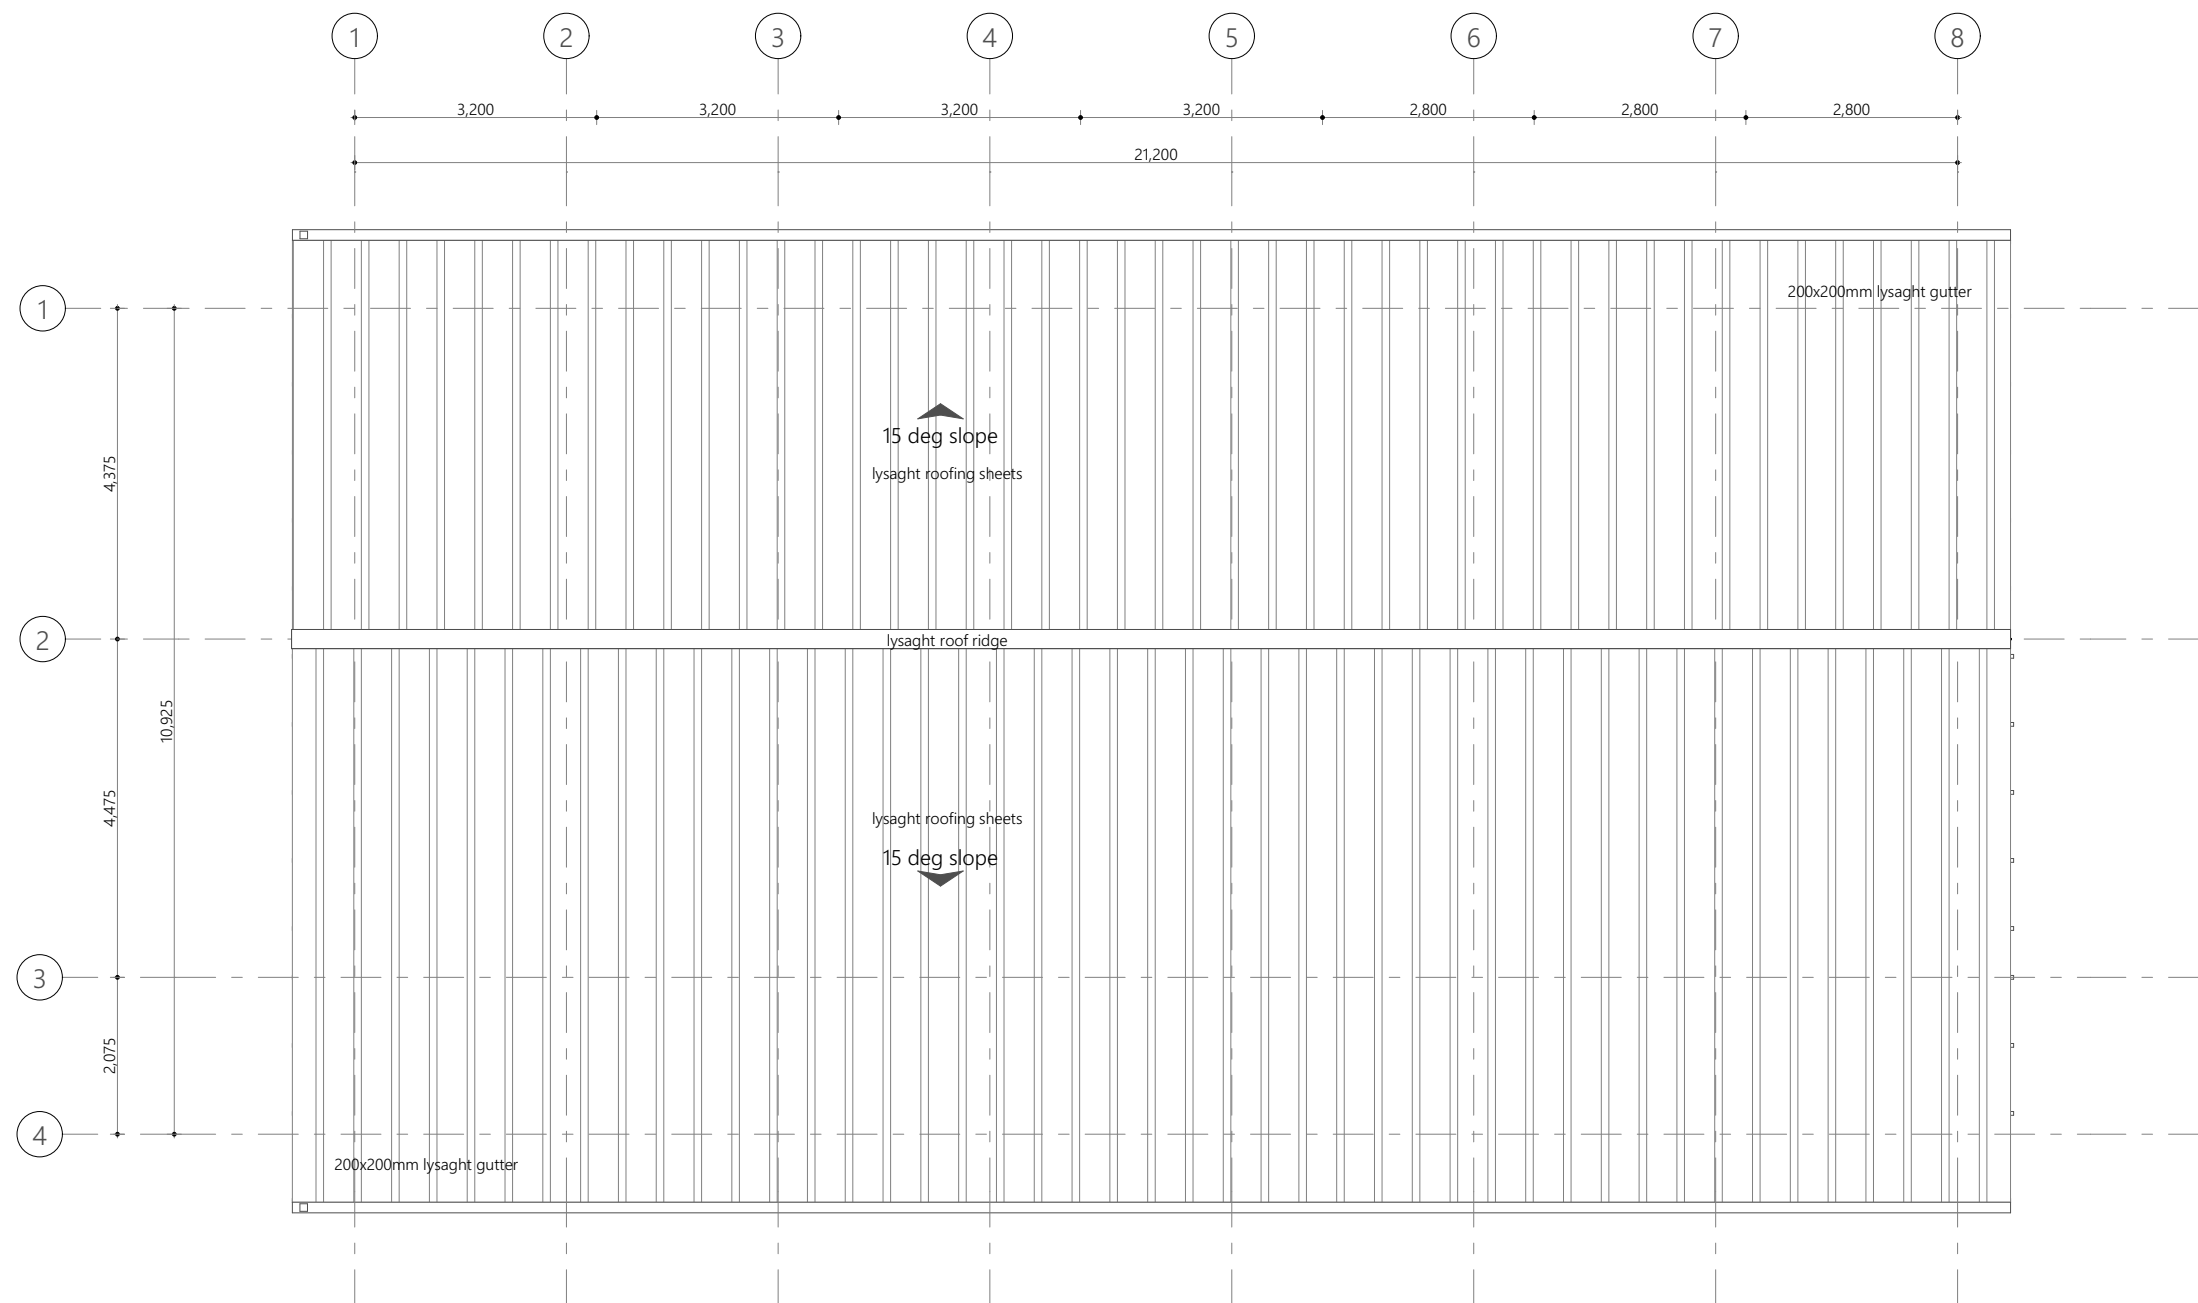 1 2 3 4 5 6 7 8
3,200 3,200 3,200 3,200 2,800 2,800 2,800
21,200
200x200mm lysaght gutter
1
15 deg slope
4,375
lysaght roofing sheets
2
lysaght roof ridge
10,925
4,475
lysaght roofing sheets
15 deg slope
3
2,075
4
200x200mm lysaght gutter